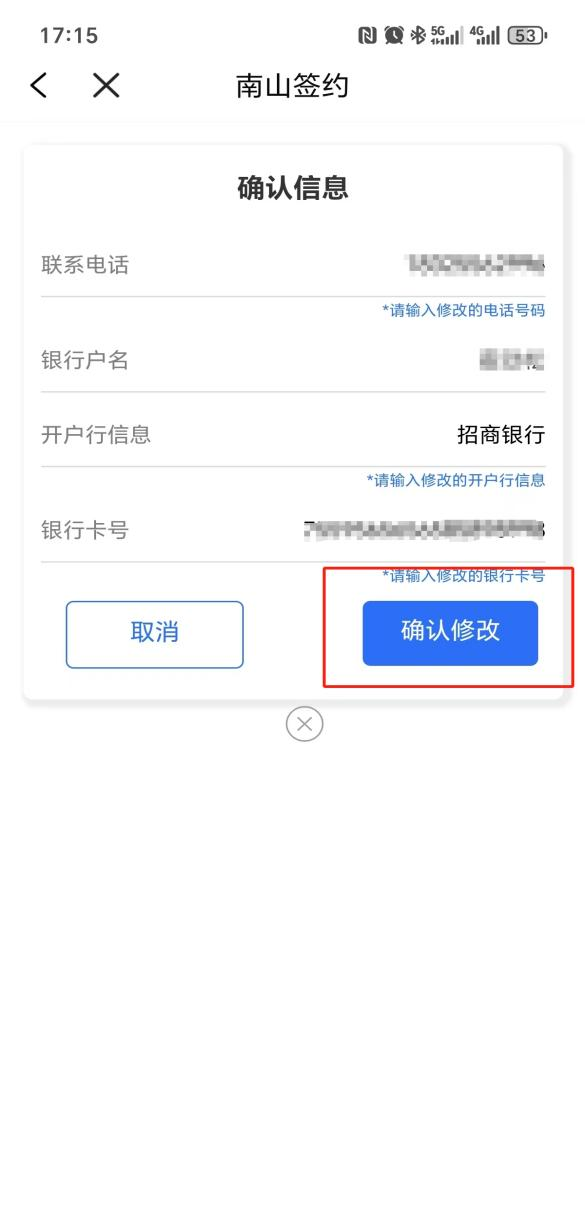 17:15
5G
4G
53
南山签约
确认信息
联系电话
*请输入修改的电话号码
银行户名
开户行信息
招商银行
*请输入修改的开户行信息
银行卡号
*请输入修改的银行卡号
取消
确认修改